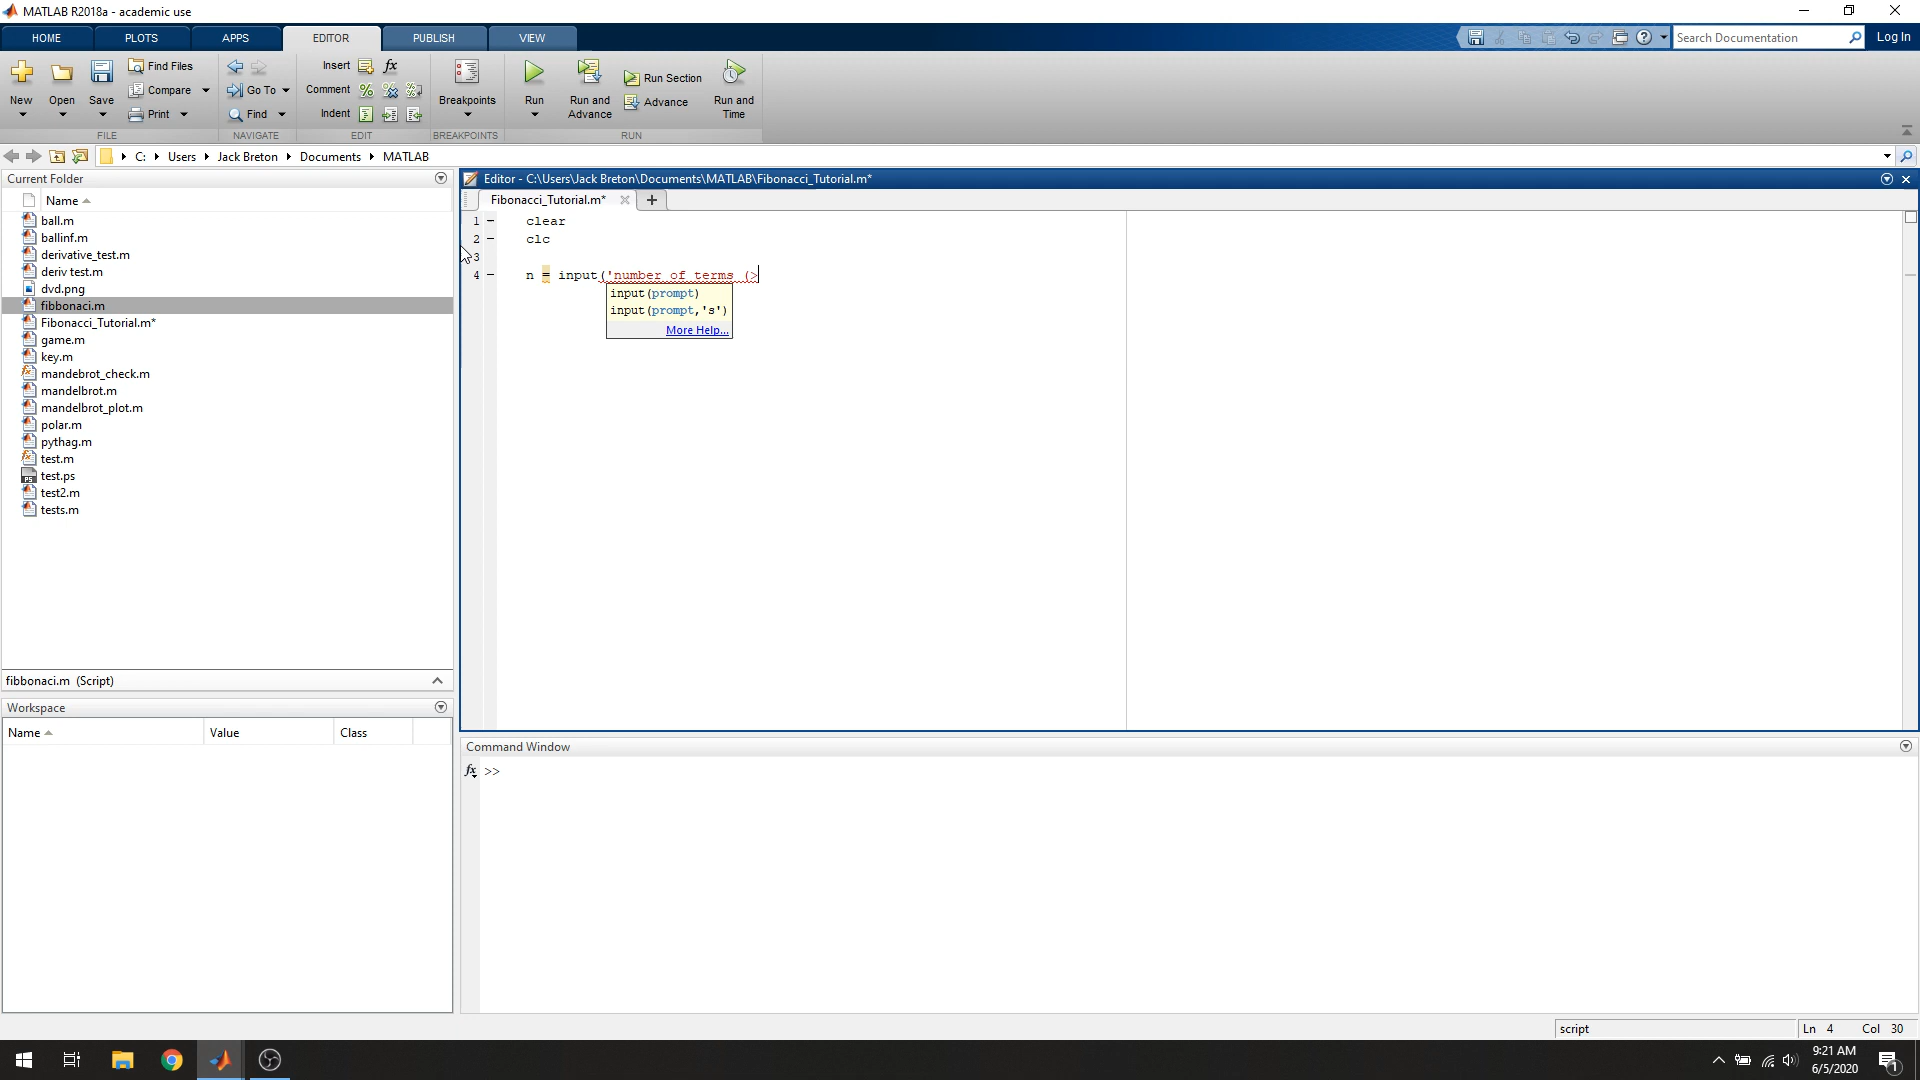 MATLAB R2018a - academic use
HOME PLOTS APPS EDITOR PUBLISH VIEW
Search Documentation
Log In
New
Open
Save
Find Files
Compare
Print
Go To
Find
Insert
Comment
Indent
fx
Breakpoints
Run
Run and
Advance
Run Section
Advance
Run and
Time
FILE NAVIGATE EDIT BREAKPOINTS RUN
C: Users Jack Breton Documents MATLAB
Current Folder
Name
ball.m
ballinf.m
derivative_test.m
deriv test.m
dvd.png
fibbonaci.m
Fibonacci_Tutorial.m*
game.m
key.m
mandebrot_check.m
mandelbrot.m
mandelbrot_plot.m
polar.m
pythag.m
test.m
test.ps
test2.m
tests.m
fibbonaci.m (Script)
Workspace
Name Value Class
Editor - C:\Users\Jack Breton\Documents\MATLAB\Fibonacci_Tutorial.m*
Fibonacci_Tutorial.m*
1 - clear
2 - clc
3
4 - n = input('number of terms (>
input(prompt)
input(prompt,'s')
More Help...
Command Window
fx >>
script
Ln 4 Col 30
9:21 AM
6/5/2020
1